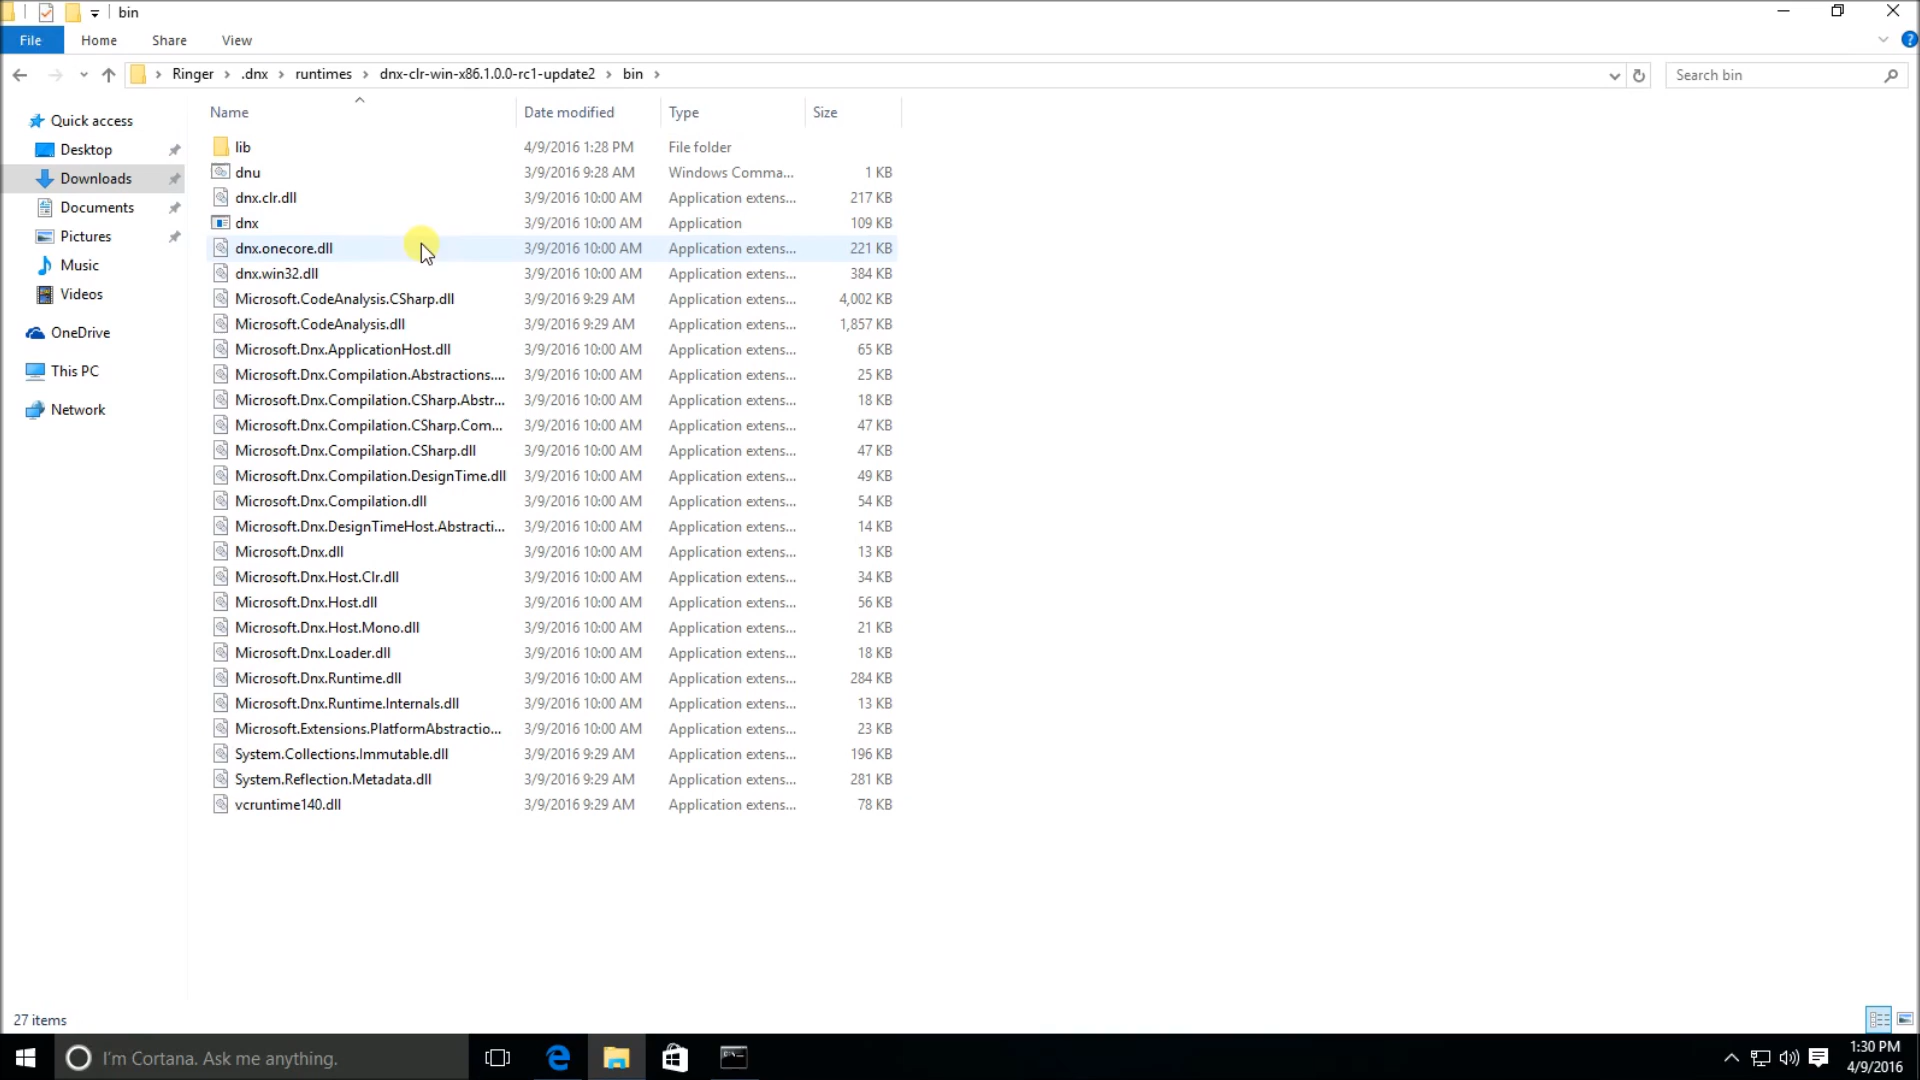 bin
File Home Share View
Ringer .dnx runtimes dnx-clr-win-x86.1.0.0-rc1-update2 bin Search bin
Name Date modified Type Size
Quick access
Desktop
Downloads
Documents
Pictures
Music
Videos
OneDrive
This PC
Network
lib 4/9/2016 1:28 PM File folder
dnu 3/9/2016 9:28 AM Windows Comma... 1 KB
dnx.clr.dll 3/9/2016 10:00 AM Application extens... 217 KB
dnx 3/9/2016 10:00 AM Application 109 KB
dnx.onecore.dll 3/9/2016 10:00 AM Application extens... 221 KB
dnx.win32.dll 3/9/2016 10:00 AM Application extens... 384 KB
Microsoft.CodeAnalysis.CSharp.dll 3/9/2016 9:29 AM Application extens... 4,002 KB
Microsoft.CodeAnalysis.dll 3/9/2016 9:29 AM Application extens... 1,857 KB
Microsoft.Dnx.ApplicationHost.dll 3/9/2016 10:00 AM Application extens... 65 KB
Microsoft.Dnx.Compilation.Abstractions.... 3/9/2016 10:00 AM Application extens... 25 KB
Microsoft.Dnx.Compilation.CSharp.Abstr... 3/9/2016 10:00 AM Application extens... 18 KB
Microsoft.Dnx.Compilation.CSharp.Com... 3/9/2016 10:00 AM Application extens... 47 KB
Microsoft.Dnx.Compilation.CSharp.dll 3/9/2016 10:00 AM Application extens... 47 KB
Microsoft.Dnx.Compilation.DesignTime.dll 3/9/2016 10:00 AM Application extens... 49 KB
Microsoft.Dnx.Compilation.dll 3/9/2016 10:00 AM Application extens... 54 KB
Microsoft.Dnx.DesignTimeHost.Abstracti... 3/9/2016 10:00 AM Application extens... 14 KB
Microsoft.Dnx.dll 3/9/2016 10:00 AM Application extens... 13 KB
Microsoft.Dnx.Host.Clr.dll 3/9/2016 10:00 AM Application extens... 34 KB
Microsoft.Dnx.Host.dll 3/9/2016 10:00 AM Application extens... 56 KB
Microsoft.Dnx.Host.Mono.dll 3/9/2016 10:00 AM Application extens... 21 KB
Microsoft.Dnx.Loader.dll 3/9/2016 10:00 AM Application extens... 18 KB
Microsoft.Dnx.Runtime.dll 3/9/2016 10:00 AM Application extens... 284 KB
Microsoft.Dnx.Runtime.Internals.dll 3/9/2016 10:00 AM Application extens... 13 KB
Microsoft.Extensions.PlatformAbstractio... 3/9/2016 10:00 AM Application extens... 23 KB
System.Collections.Immutable.dll 3/9/2016 9:29 AM Application extens... 196 KB
System.Reflection.Metadata.dll 3/9/2016 9:29 AM Application extens... 281 KB
vcruntime140.dll 3/9/2016 9:29 AM Application extens... 78 KB
27 items
I'm Cortana. Ask me anything.
1:30 PM
4/9/2016